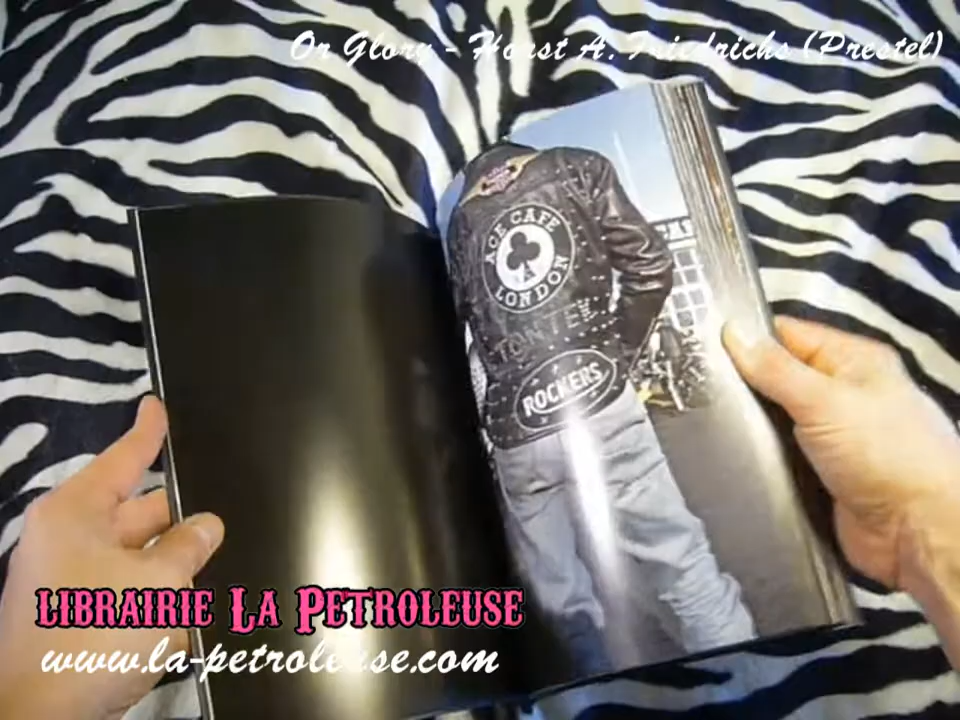 Or Glory - Horst A. Friedrichs (Prestel)
ACE CAFE
LONDON
TON
ROCKERS
LIBRAIRIE LA PETROLEUSE
www.la-petroleuse.com